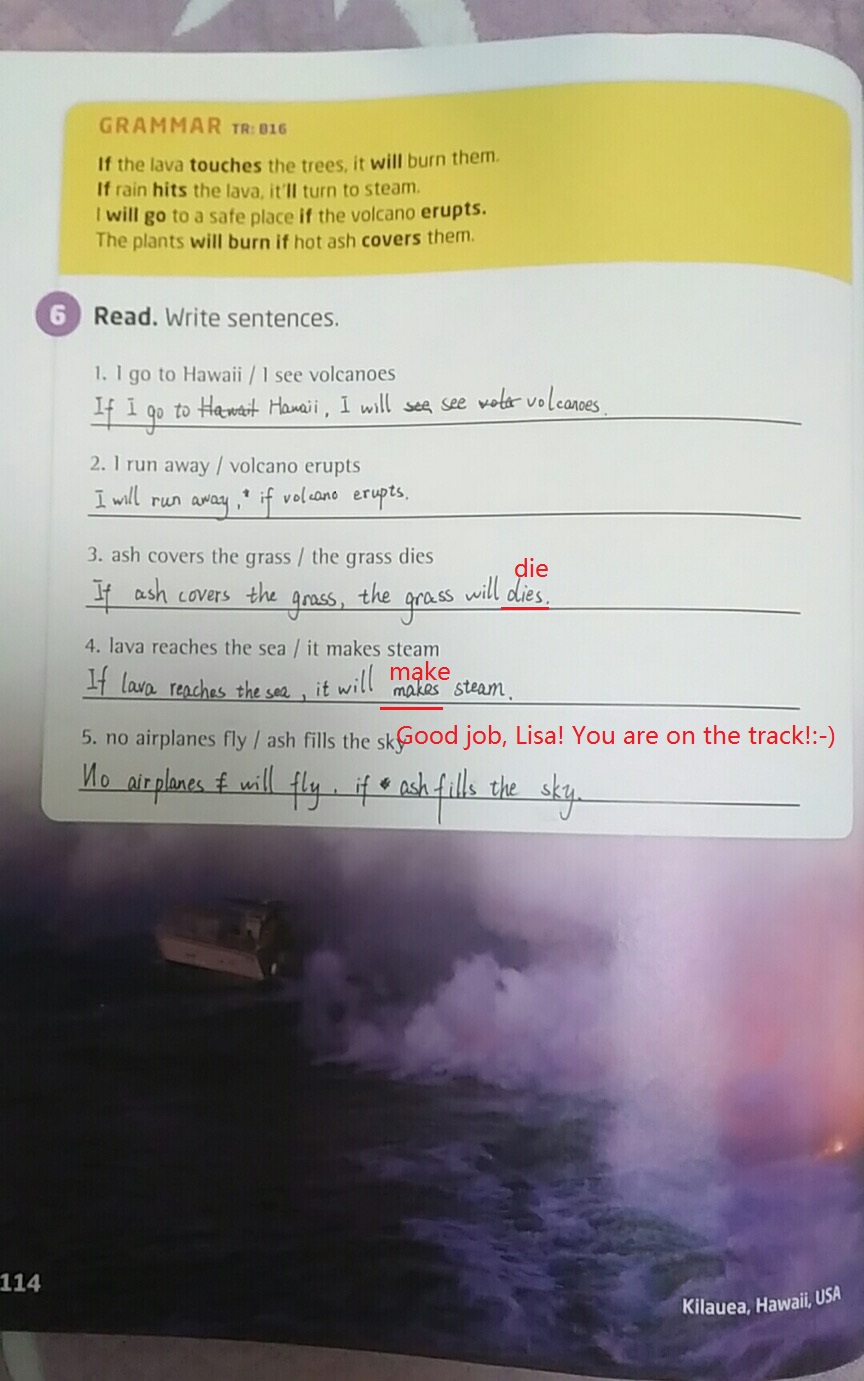 GRAMMAR TR: B16
If the lava touches the trees, it will burn them.
If rain hits the lava, it'll turn to steam.
I will go to a safe place if the volcano erupts.
The plants will burn if hot ash covers them.
6 Read. Write sentences.
1. I go to Hawaii / I see volcanoes
If I go to Hawaii, I will see volcanoes.
2. I run away / volcano erupts
I will run away, if volcano erupts.
3. ash covers the grass / the grass dies
die
If ash covers the grass, the grass will dies.
4. lava reaches the sea / it makes steam
make
If lava reaches the sea, it will makes steam.
5. no airplanes fly / ash fills the sky
Good job, Lisa! You are on the track!:-)
No airplanes will fly, if ash fills the sky.
114
Kilauea, Hawaii, USA